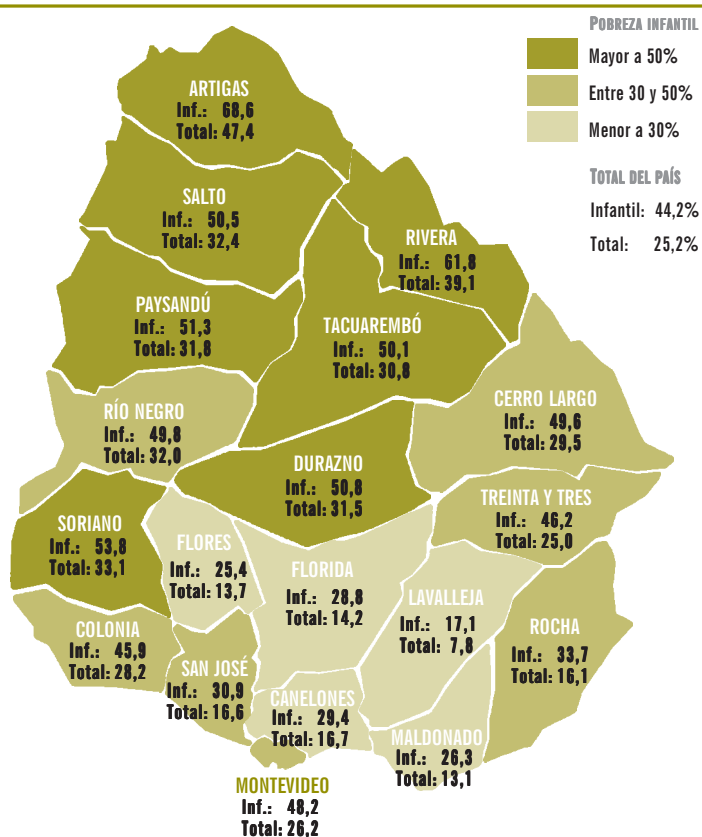 POBREZA INFANTIL
Mayor a 50%
Entre 30 y 50%
Menor a 30%
TOTAL DEL PAÍS
Infantil: 44,2%
Total: 25,2%
ARTIGAS
Inf.: 68,6
Total: 47,4
SALTO
Inf.: 50,5
Total: 32,4
RIVERA
Inf.: 61,8
Total: 39,1
PAYSANDÚ
Inf.: 51,3
Total: 31,8
TACUAREMBÓ
Inf.: 50,1
Total: 30,8
RÍO NEGRO
Inf.: 49,8
Total: 32,0
CERRO LARGO
Inf.: 49,6
Total: 29,5
DURAZNO
Inf.: 50,8
Total: 31,5
TREINTA Y TRES
Inf.: 46,2
Total: 25,0
SORIANO
Inf.: 53,8
Total: 33,1
FLORES
Inf.: 25,4
Total: 13,7
FLORIDA
Inf.: 28,8
Total: 14,2
LAVALLEJA
Inf.: 17,1
Total: 7,8
ROCHA
Inf.: 33,7
Total: 16,1
COLONIA
Inf.: 45,9
Total: 28,2
SAN JOSÉ
Inf.: 30,9
Total: 16,6
CANELONES
Inf.: 29,4
Total: 16,7
MALDONADO
Inf.: 26,3
Total: 13,1
MONTEVIDEO
Inf.: 48,2
Total: 26,2